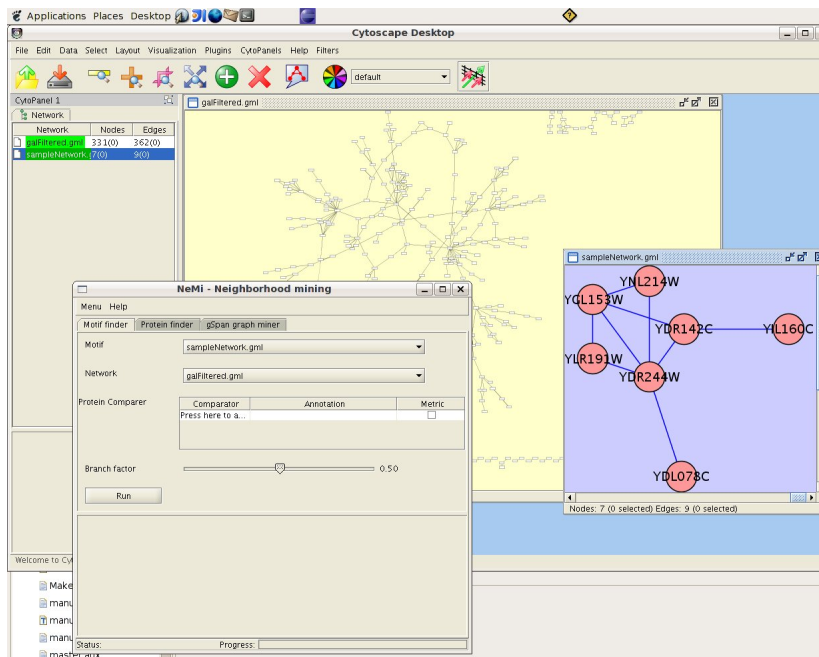 Applications Places Desktop
Cytoscape Desktop
File Edit Data Select Layout Visualization Plugins CytoPanels Help Filters
default
CytoPanel 1
Network
Network Nodes Edges
galFiltered.gml 331(0) 362(0)
sampleNetwork. 7(0) 9(0)
galFiltered.gml
sampleNetwork.gml
YNL214W
YGL153W
YDR142C
YIL160C
YLR191W
YDR244W
YDL078C
Nodes: 7 (0 selected) Edges: 9 (0 selected)
NeMi - Neighborhood mining
Menu Help
Motif finder Protein finder gSpan graph miner
Motif
sampleNetwork.gml
Network
galFiltered.gml
Protein Comparer
Comparator Annotation Metric
Press here to a...
Branch factor
0.50
Run
Status: Progress:
Welcome to Cy
Make
manu
manu
manu
master.aux